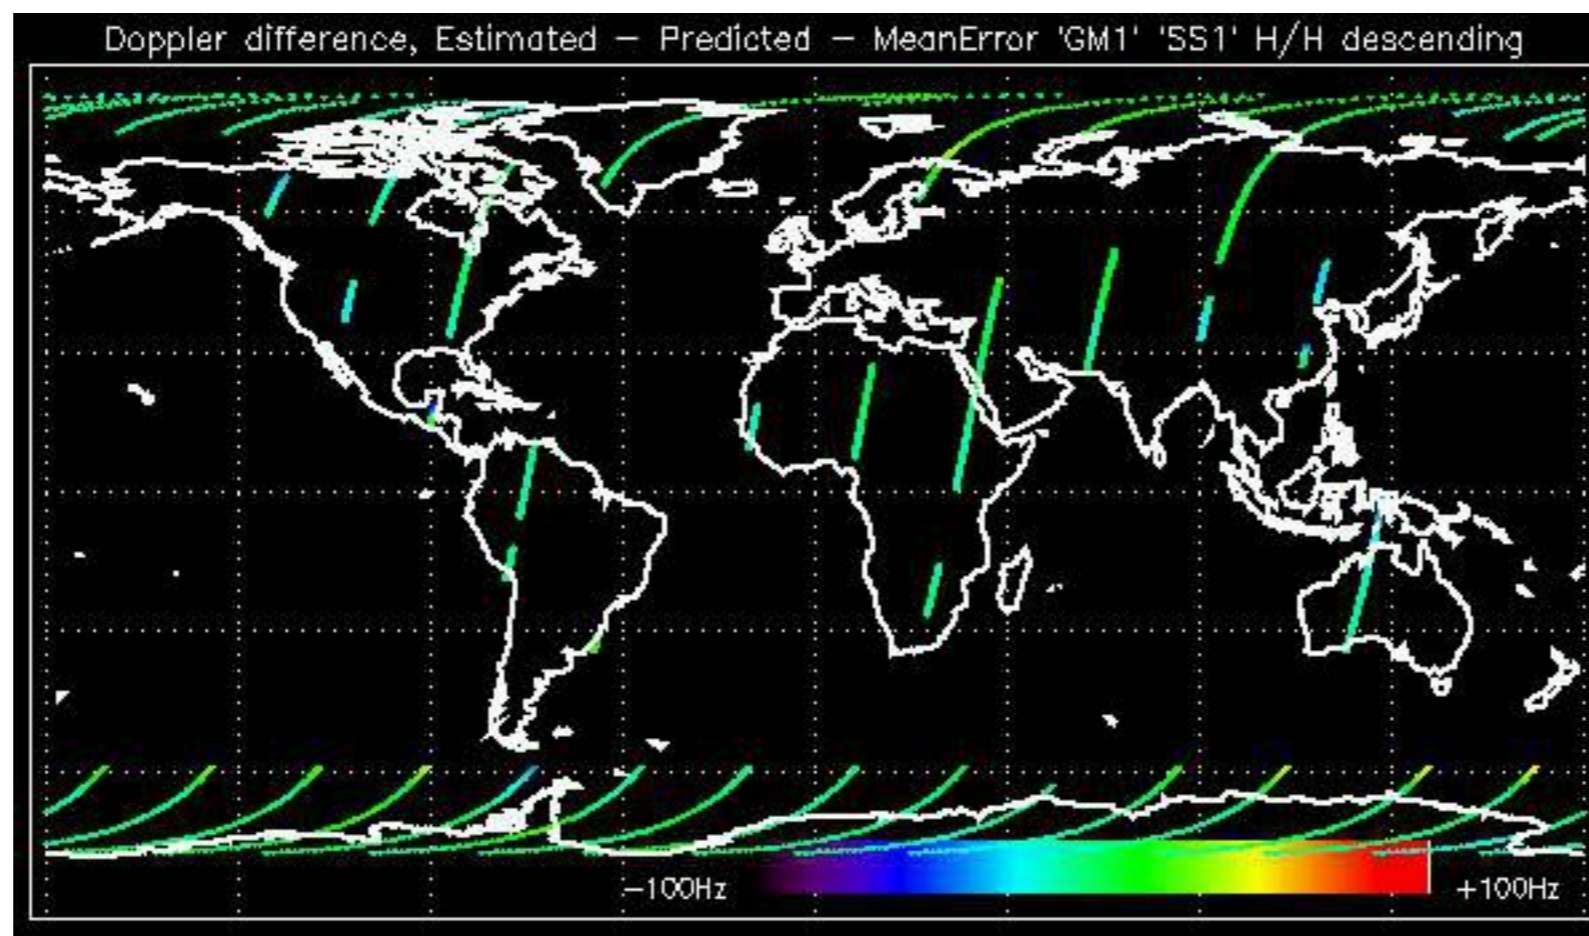 Doppler difference, Estimated − Predicted − MeanError 'GM1' 'SS1' H/H descending
−100Hz
+100Hz